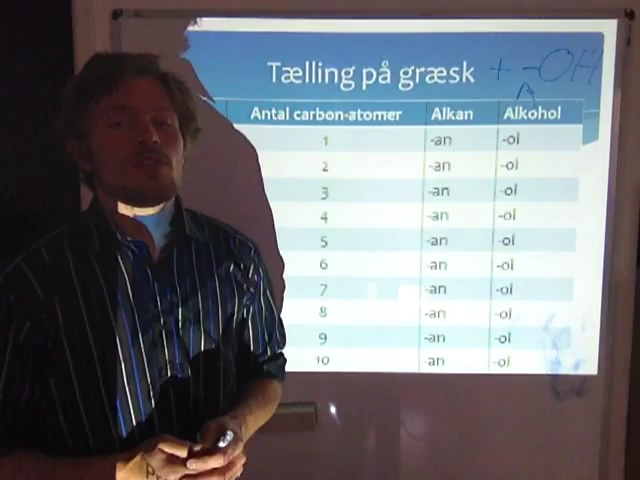 Tælling på græsk + -OH
Antal carbon-atomer Alkan Alkohol
1 -an -ol
2 -an -ol
3 -an -ol
4 -an -ol
5 -an -ol
6 -an -ol
7 -an -ol
8 -an -ol
9 -an -ol
10 -an -ol